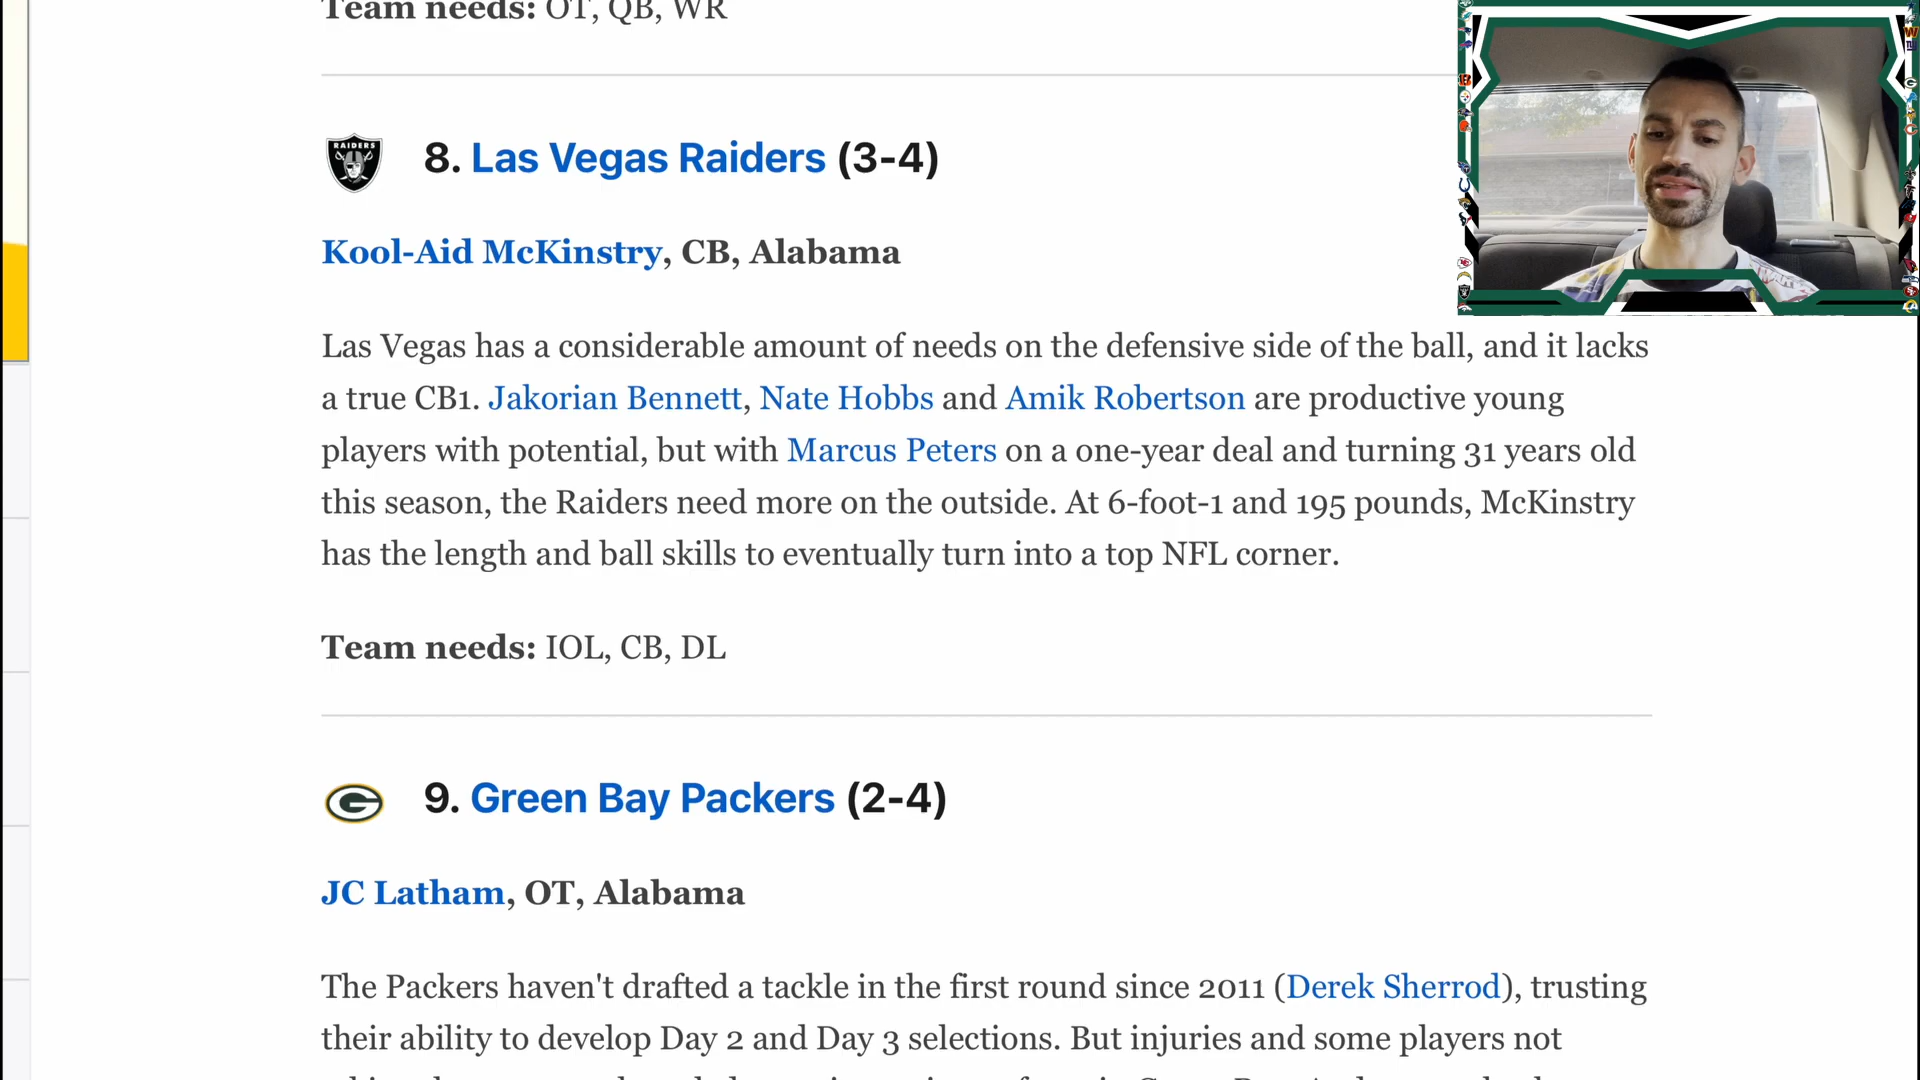 Team needs: OT, QB, WR
RAIDERS
8. Las Vegas Raiders (3-4)
Kool-Aid McKinstry, CB, Alabama
Las Vegas has a considerable amount of needs on the defensive side of the ball, and it lacks
a true CB1. Jakorian Bennett, Nate Hobbs and Amik Robertson are productive young
players with potential, but with Marcus Peters on a one-year deal and turning 31 years old
this season, the Raiders need more on the outside. At 6-foot-1 and 195 pounds, McKinstry
has the length and ball skills to eventually turn into a top NFL corner.
Team needs: IOL, CB, DL
G
9. Green Bay Packers (2-4)
JC Latham, OT, Alabama
The Packers haven't drafted a tackle in the first round since 2011 (Derek Sherrod), trusting
their ability to develop Day 2 and Day 3 selections. But injuries and some players not